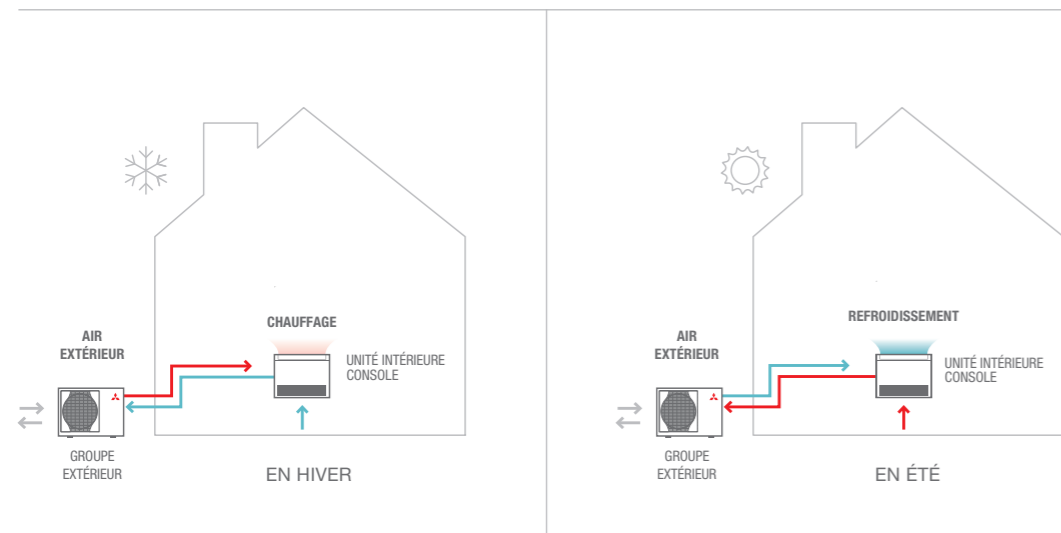 CHAUFFAGE
AIR
EXTÉRIEUR
UNITÉ INTÉRIEURE
CONSOLE
GROUPE
EXTÉRIEUR
EN HIVER
REFROIDISSEMENT
AIR
EXTÉRIEUR
UNITÉ INTÉRIEURE
CONSOLE
GROUPE
EXTÉRIEUR
EN ÉTÉ